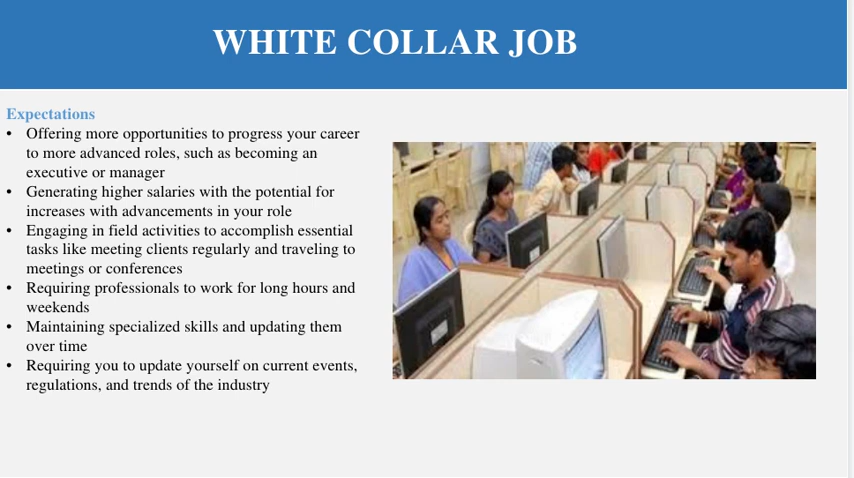 WHITE COLLAR JOB
Expectations
• Offering more opportunities to progress your career
to more advanced roles, such as becoming an
executive or manager
• Generating higher salaries with the potential for
increases with advancements in your role
• Engaging in field activities to accomplish essential
tasks like meeting clients regularly and traveling to
meetings or conferences
• Requiring professionals to work for long hours and
weekends
• Maintaining specialized skills and updating them
over time
• Requiring you to update yourself on current events,
regulations, and trends of the industry